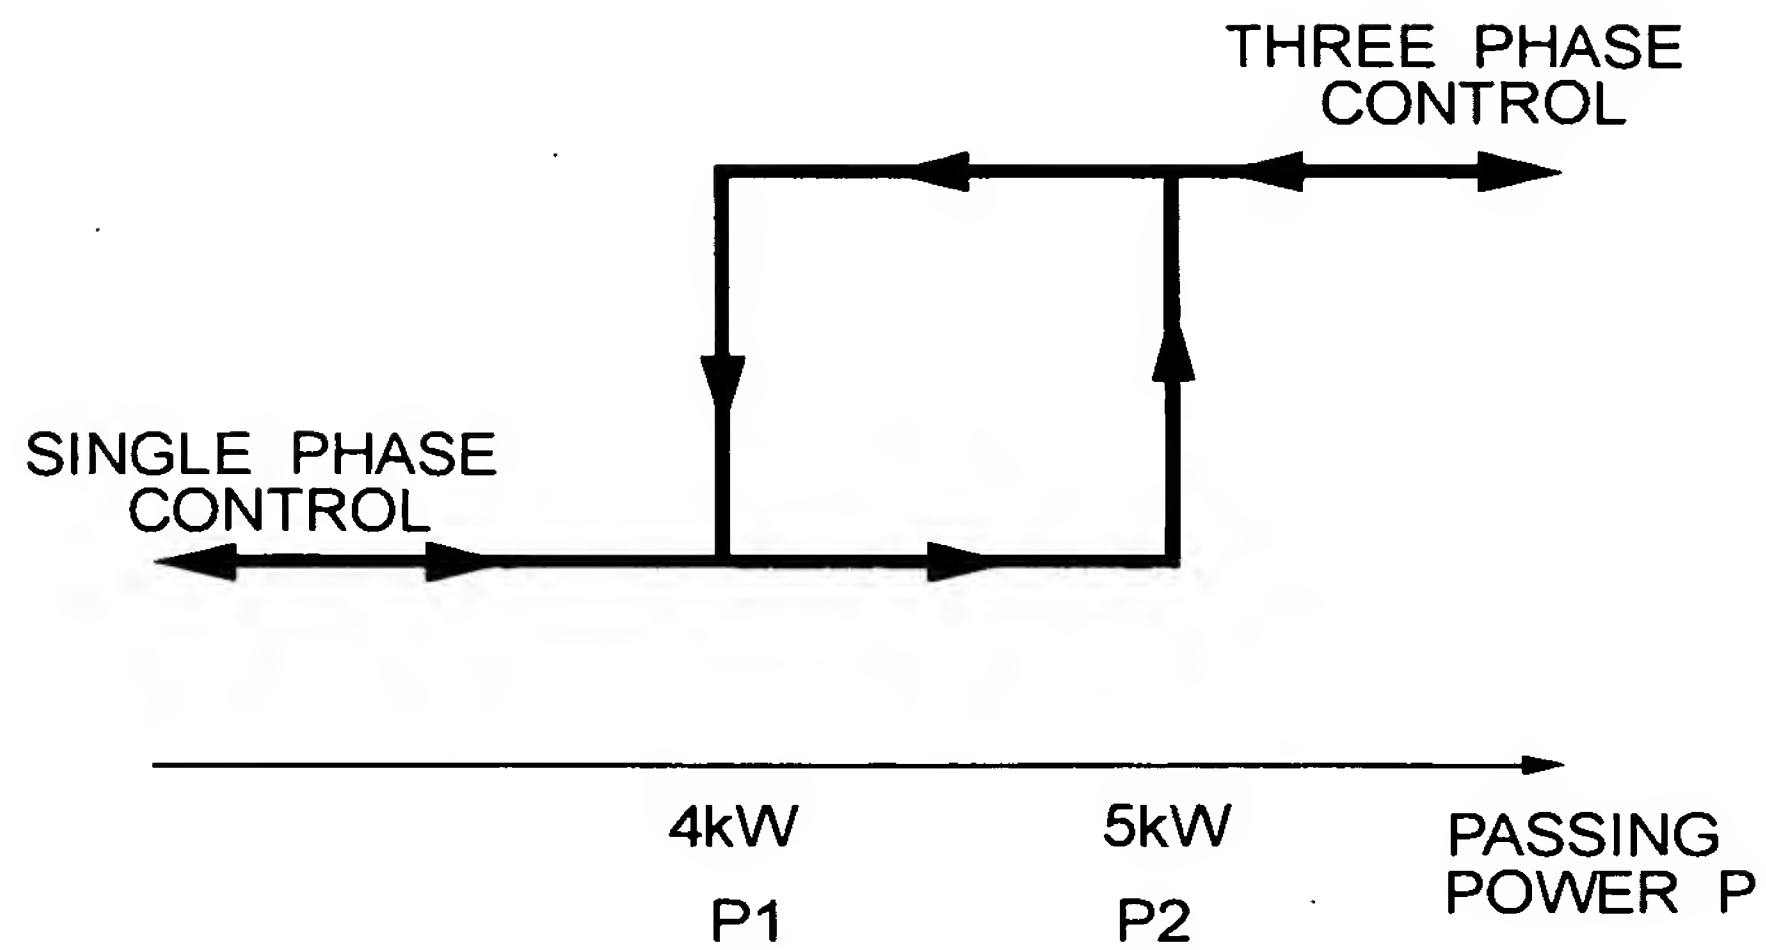 THREE PHASE
CONTROL
SINGLE PHASE
CONTROL
4kW
5kW
PASSING
POWER P
P1
P2